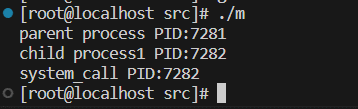 [root@localhost src]# ./m
parent process PID:7281
child process1 PID:7282
system_call PID:7282
[root@localhost src]#